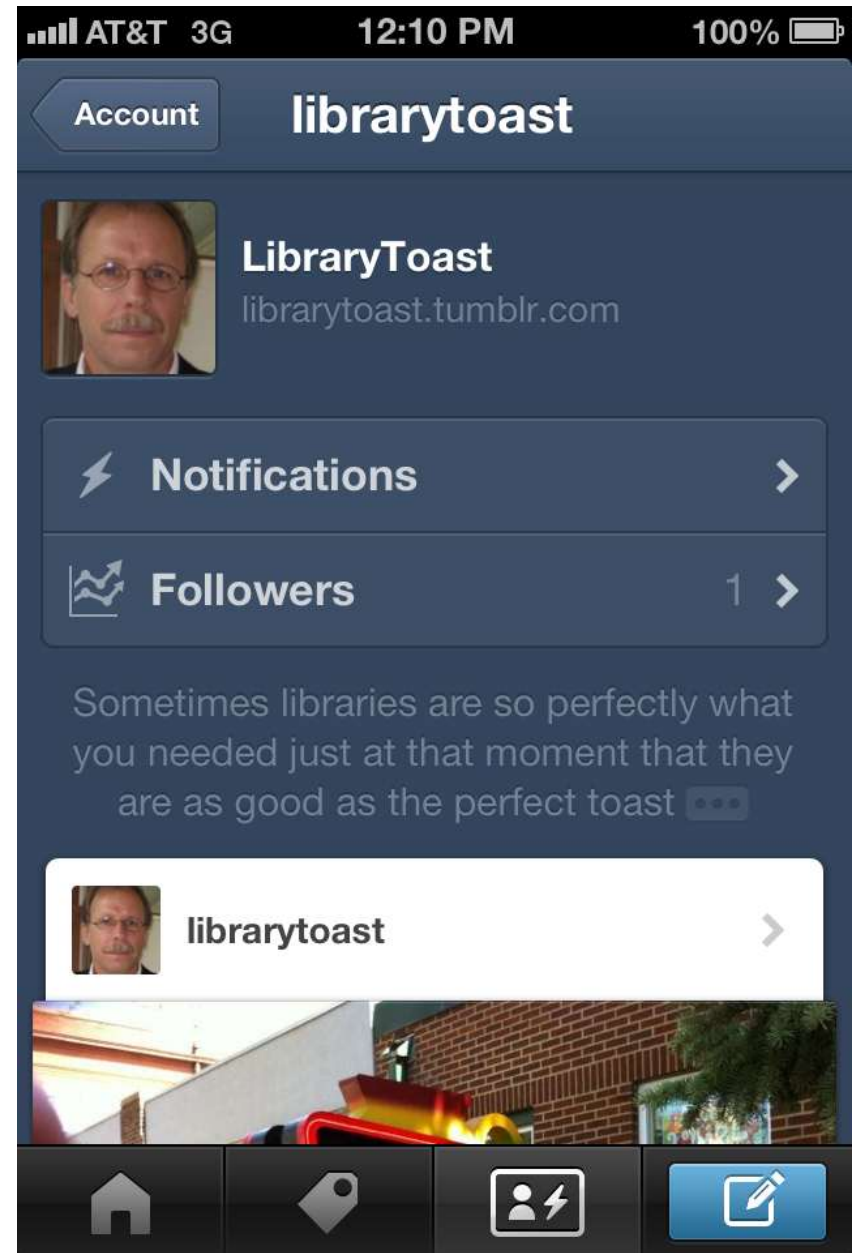 AT&T 3G 12:10 PM 100%
Account librarytoast
LibraryToast
librarytoast.tumblr.com
Notifications
Followers 1
Sometimes libraries are so perfectly what
you needed just at that moment that they
are as good as the perfect toast •••
librarytoast